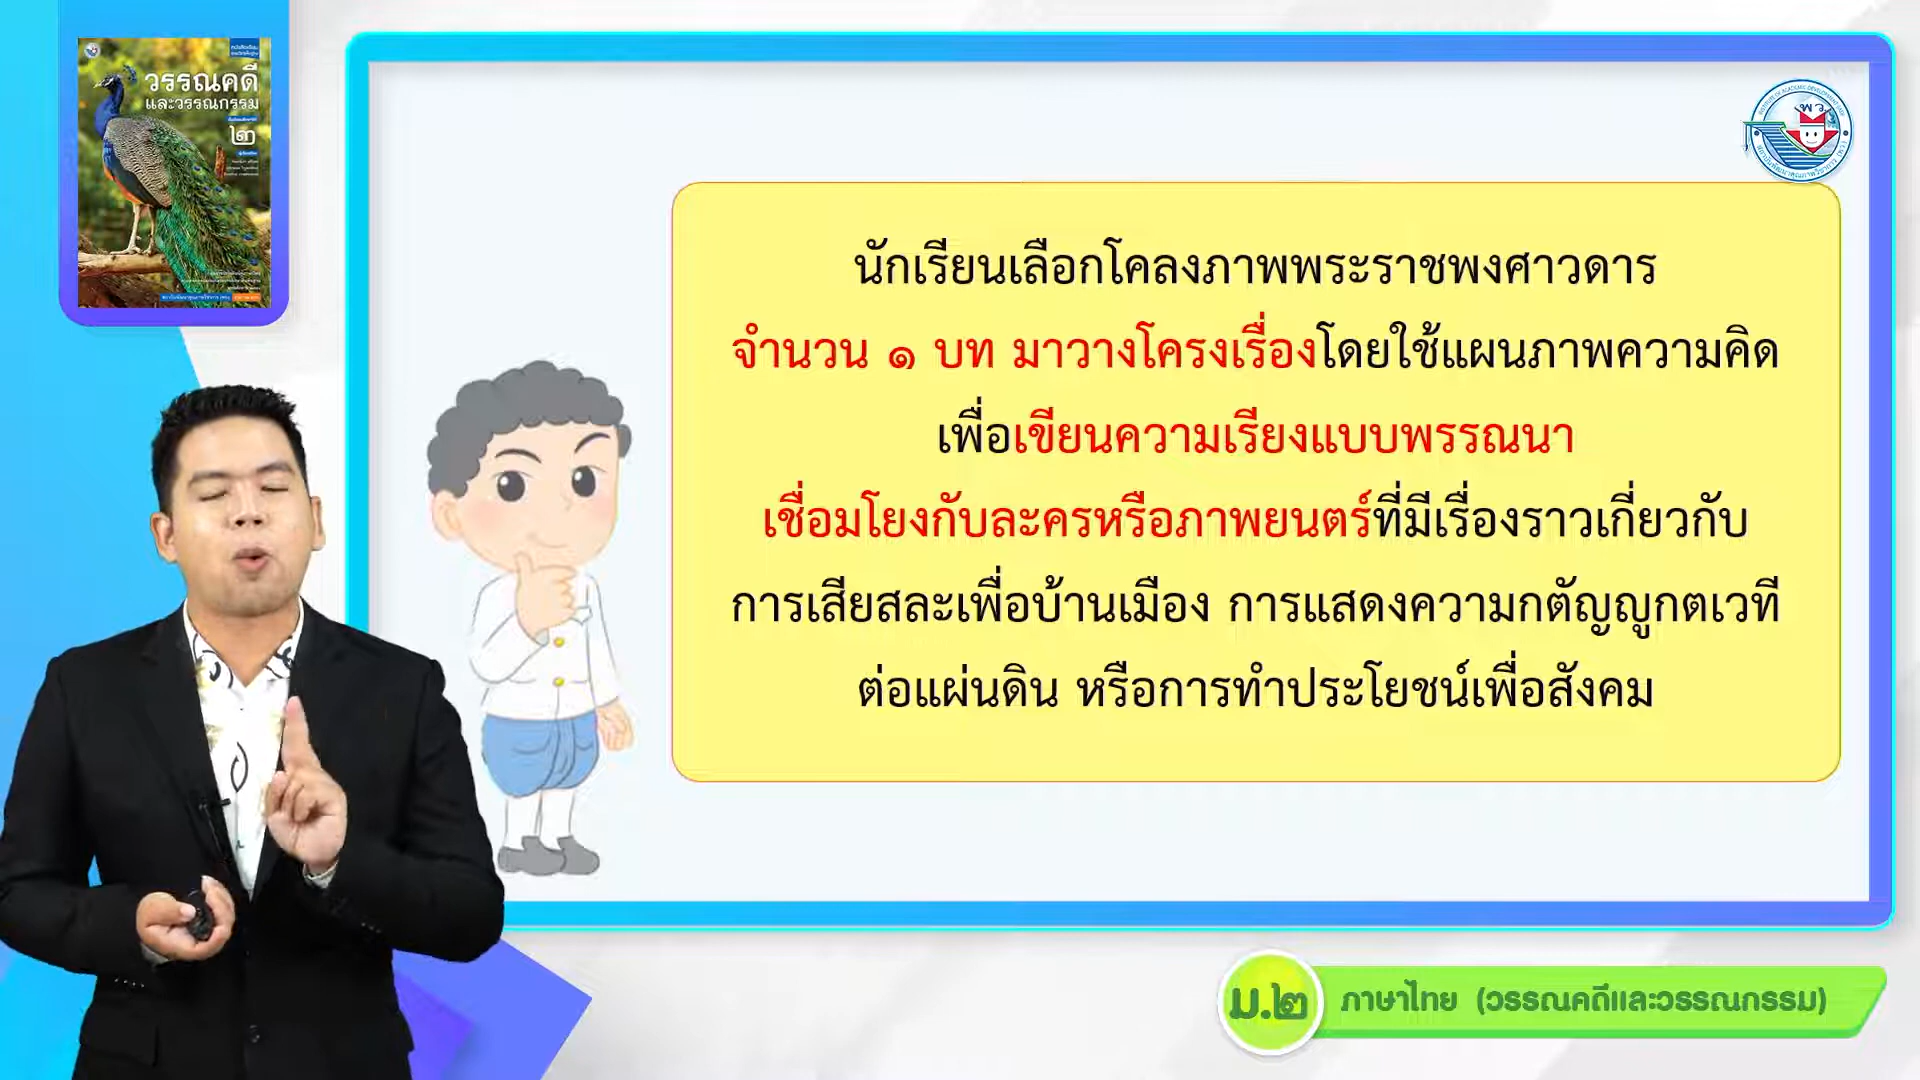 วรรณคดี
และวรรณกรรม
๒
พว
นักเรียนเลือกโคลงภาพพระราชพงศาวดาร
จำนวน ๑ บท มาวางโครงเรื่องโดยใช้แผนภาพความคิด
เพื่อเขียนความเรียงแบบพรรณนา
เชื่อมโยงกับละครหรือภาพยนตร์ที่มีเรื่องราวเกี่ยวกับ
การเสียสละเพื่อบ้านเมือง การแสดงความกตัญญูกตเวที
ต่อแผ่นดิน หรือการทำประโยชน์เพื่อสังคม
ม.๒ ภาษาไทย (วรรณคดีและวรรณกรรม)